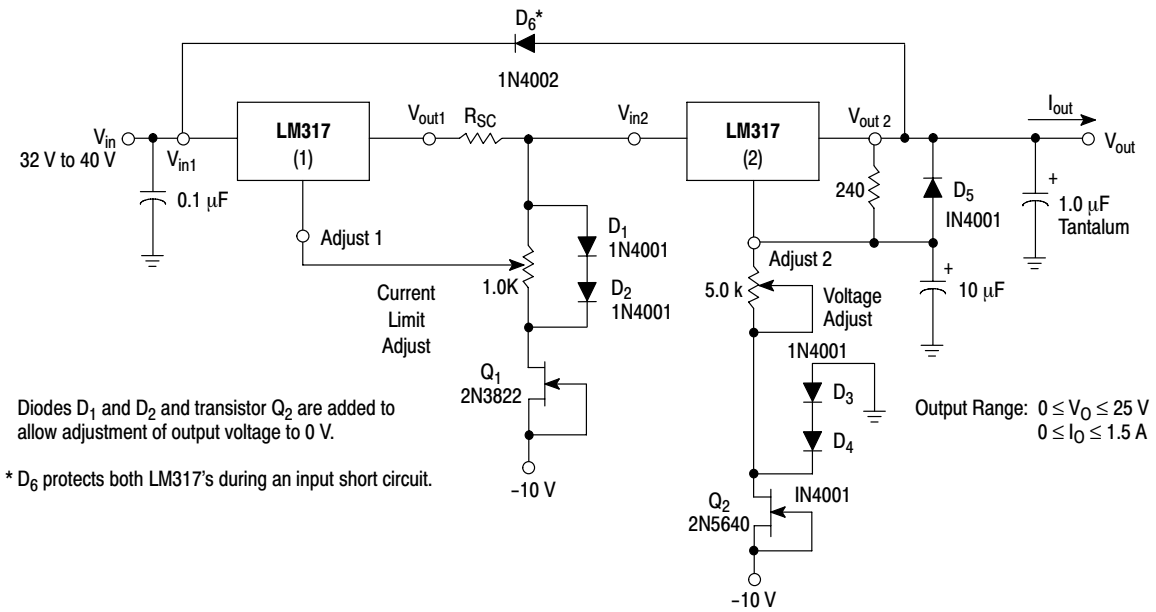 D6*
1N4002
Vin
32 V to 40 V
Vin1
0.1 μF
LM317
(1)
Adjust 1
Vout1
RSC
Vin2
LM317
(2)
Vout 2
Iout
Vout
240
D5
IN4001
+
1.0 μF
Tantalum
Adjust 2
+
10 μF
D1
1N4001
D2
1N4001
1.0K
Current
Limit
Adjust
5.0 k
Voltage
Adjust
1N4001
D3
D4
IN4001
Q1
2N3822
–10 V
Q2
2N5640
–10 V
Diodes D1 and D2 and transistor Q2 are added to
allow adjustment of output voltage to 0 V.
* D6 protects both LM317's during an input short circuit.
Output Range: 0 ≤ VO ≤ 25 V
0 ≤ IO ≤ 1.5 A